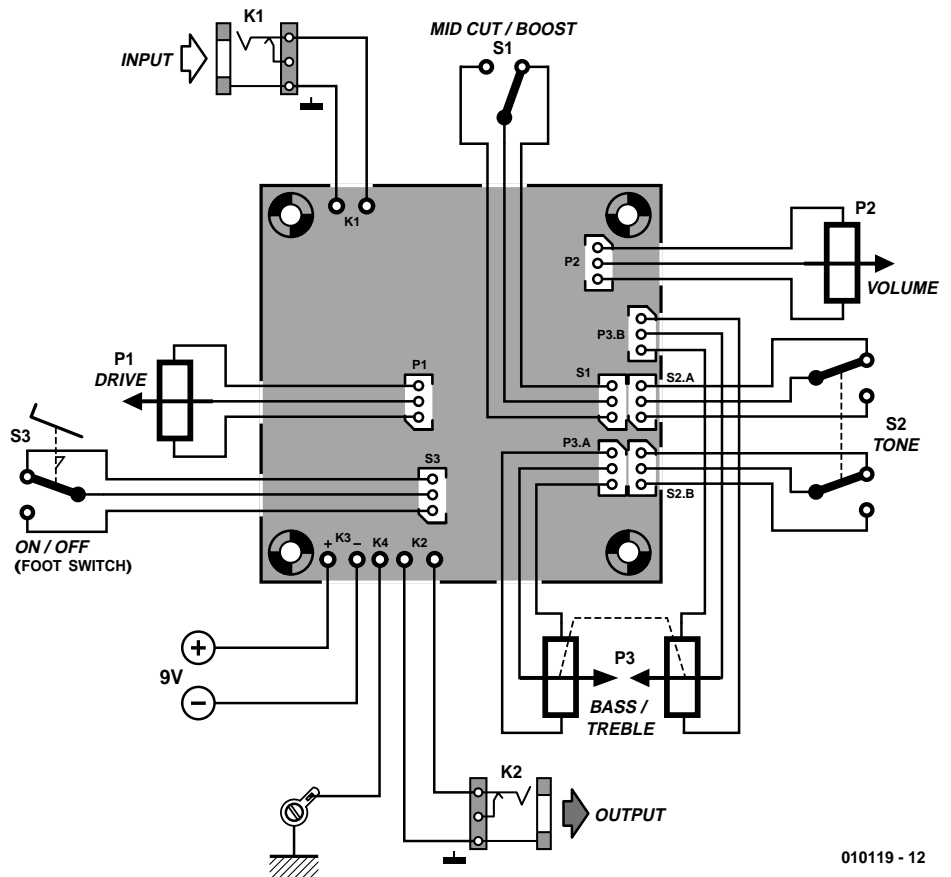 K1
INPUT
MID CUT / BOOST
S1
K1
P2
VOLUME
P2
P3.B
P1
DRIVE
P1
S1
S2.A
S2
TONE
S3
S3
P3.A
S2.B
ON / OFF
(FOOT SWITCH)
+ K3 – K4 K2
+
9V
–
P3
BASS /
TREBLE
K2
OUTPUT
010119 - 12